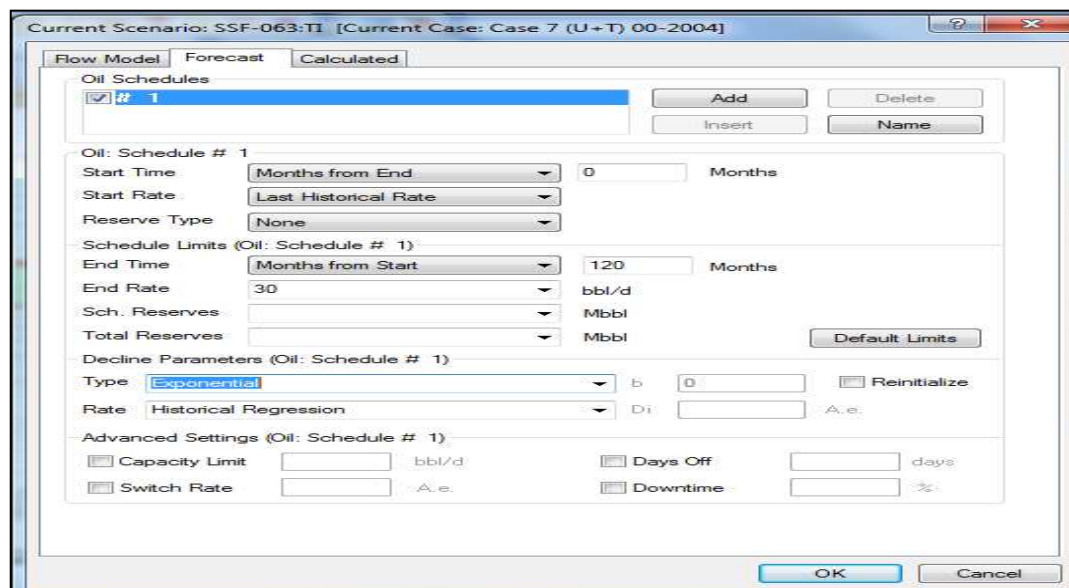 Current Scenario: SSF-063:TI [Current Case: Case 7 (U+T) 00-2004]
Flow Model Forecast Calculated
Oil Schedules
# 1
Add Delete
Insert Name
Oil: Schedule # 1
Start Time Months from End 0 Months
Start Rate Last Historical Rate
Reserve Type None
Schedule Limits (Oil: Schedule # 1)
End Time Months from Start 120 Months
End Rate 30 bbl/d
Sch. Reserves Mbbl
Total Reserves Mbbl Default Limits
Decline Parameters (Oil: Schedule # 1)
Type Exponential b 0 Reinitialize
Rate Historical Regression Di A.e.
Advanced Settings (Oil: Schedule # 1)
Capacity Limit bbl/d Days Off days
Switch Rate A.e. Downtime %
OK Cancel